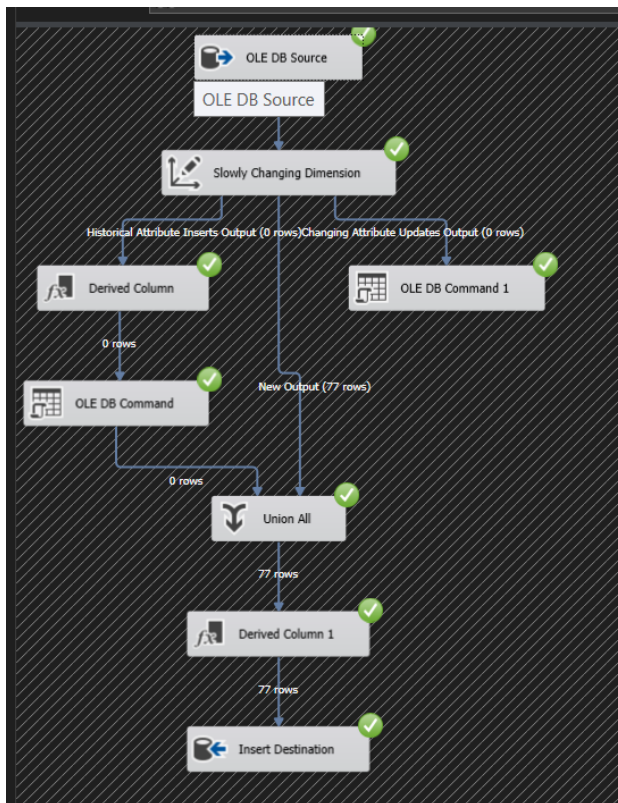 OLE DB Source
OLE DB Source
Slowly Changing Dimension
Historical Attribute Inserts Output (0 rows)Changing Attribute Updates Output (0 rows)
Derived Column
OLE DB Command 1
0 rows
New Output (77 rows)
OLE DB Command
0 rows
Union All
77 rows
fx Derived Column 1
77 rows
Insert Destination